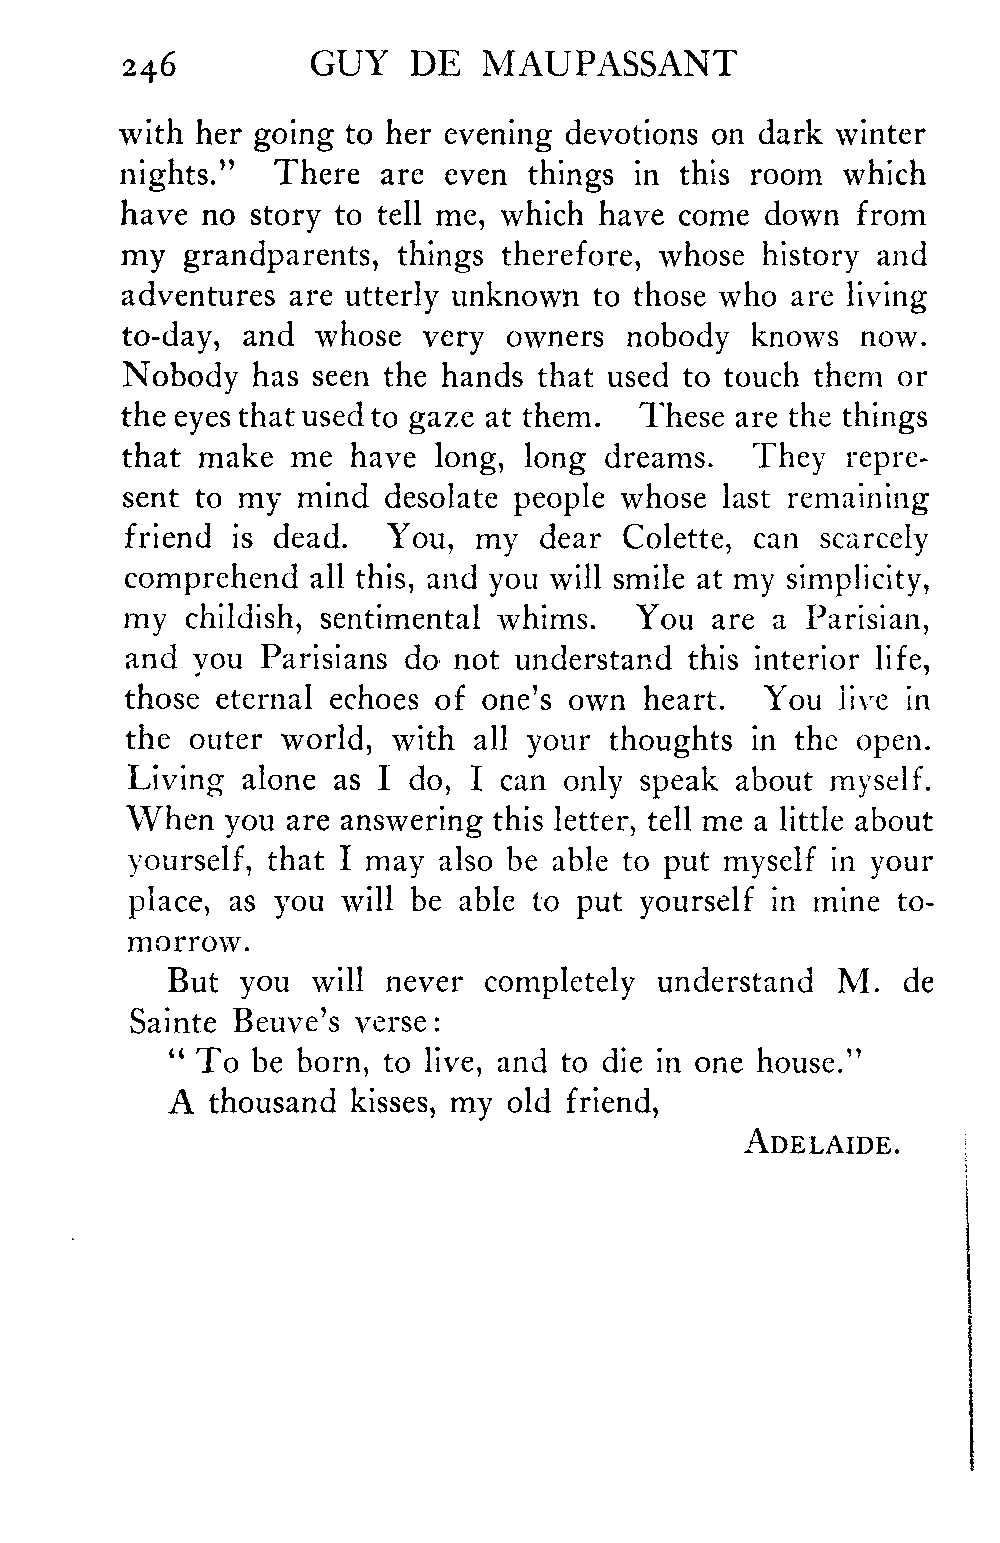 246 GUY DE MAUPASSANT
with her going to her evening devotions on dark winter
nights." There are even things in this room which
have no story to tell me, which have come down from
my grandparents, things therefore, whose history and
adventures are utterly unknown to those who are living
to-day, and whose very owners nobody knows now.
Nobody has seen the hands that used to touch them or
the eyes that used to gaze at them. These are the things
that make me have long, long dreams. They repre-
sent to my mind desolate people whose last remaining
friend is dead. You, my dear Colette, can scarcely
comprehend all this, and you will smile at my simplicity,
my childish, sentimental whims. You are a Parisian,
and you Parisians do not understand this interior life,
those eternal echoes of one's own heart. You live in
the outer world, with all your thoughts in the open.
Living alone as I do, I can only speak about myself.
When you are answering this letter, tell me a little about
yourself, that I may also be able to put myself in your
place, as you will be able to put yourself in mine to-
morrow.
But you will never completely understand M. de
Sainte Beuve's verse:
" To be born, to live, and to die in one house."
A thousand kisses, my old friend,
ADELAIDE.